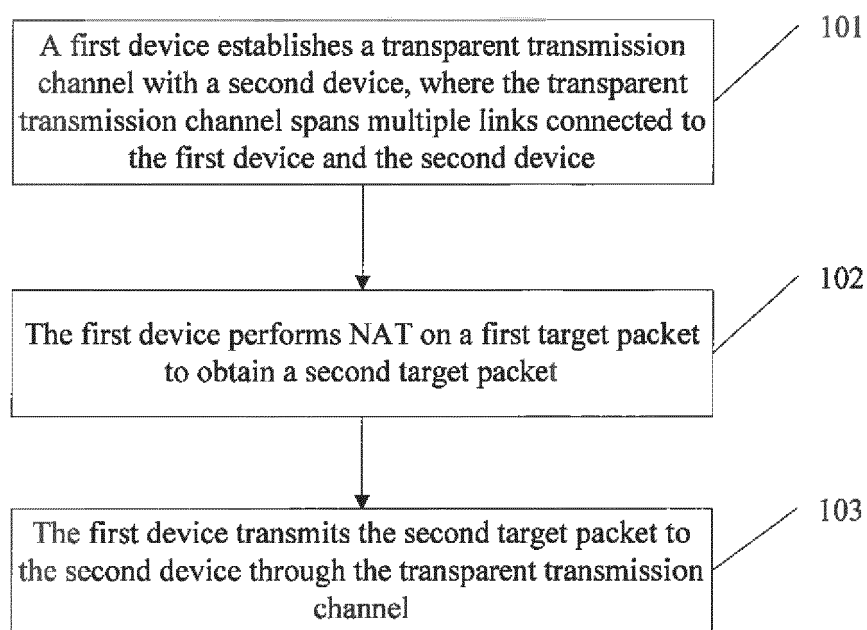 A first device establishes a transparent transmission
channel with a second device, where the transparent
transmission channel spans multiple links connected to
the first device and the second device
101
The first device performs NAT on a first target packet
to obtain a second target packet
102
The first device transmits the second target packet to
the second device through the transparent transmission
channel
103